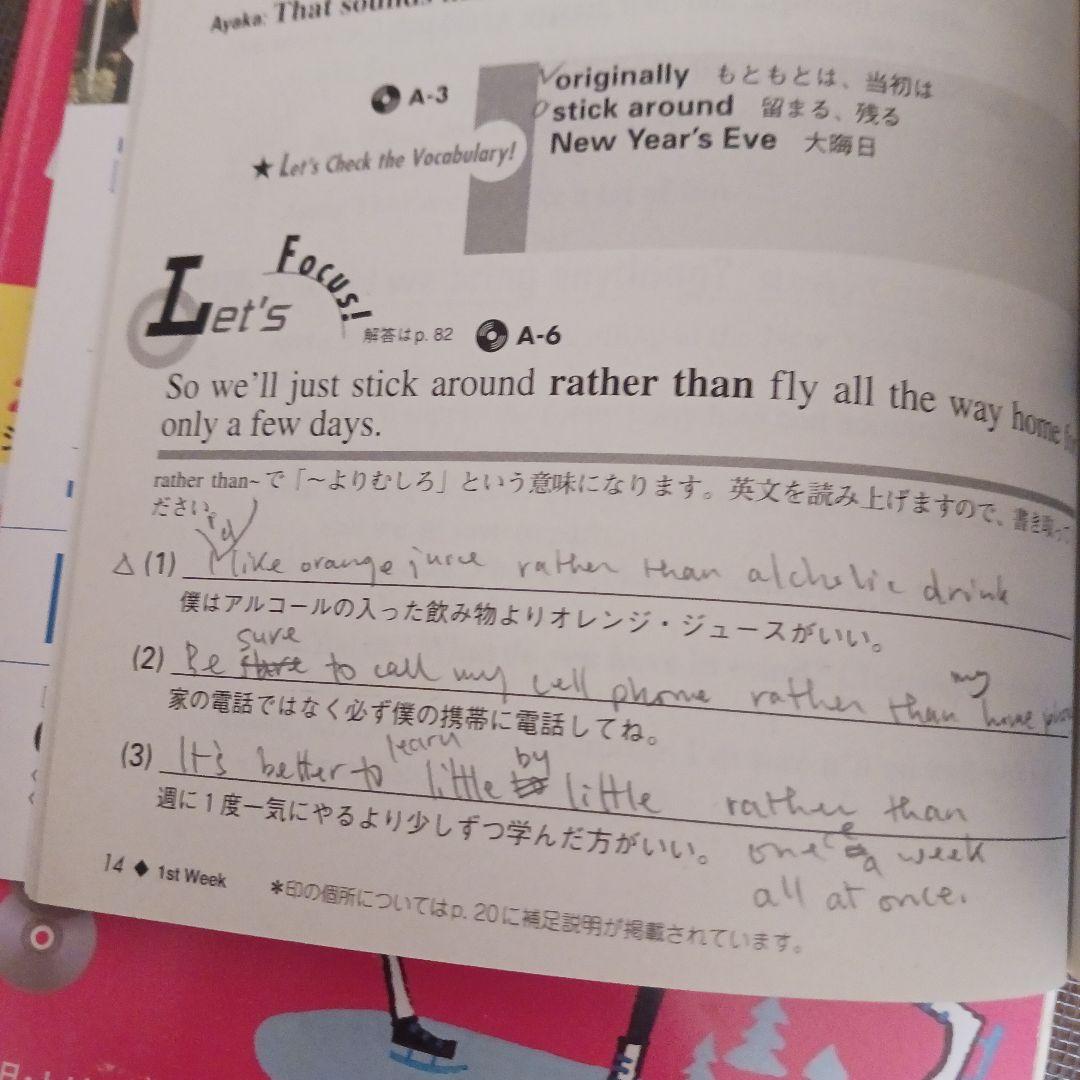 Ayaka: That sounds
A-3
originally もともとは、当初は
stick around 留まる、残る
New Year's Eve 大晦日
★ Let's Check the Vocabulary!
Let's Focus!
解答はp. 82 A-6
So we'll just stick around rather than fly all the way home
only a few days.
rather than~で「~よりむしろ」という意味になります。英文を読み上げますので、書き取って
ださい。
I'd
△ (1) like orange juice rather than alcholic drink
僕はアルコールの入った飲み物よりオレンジ・ジュースがいい。
sure my
(2) Be to call my cell phone rather than home
家の電話ではなく必ず僕の携帯に電話してね。
learn by
(3) It's better to little little rather than
週に1度一気にやるより少しずつ学んだ方がいい。
once a week
all at once.
14 ◆ 1st Week
*印の個所についてはp. 20に補足説明が掲載されています。